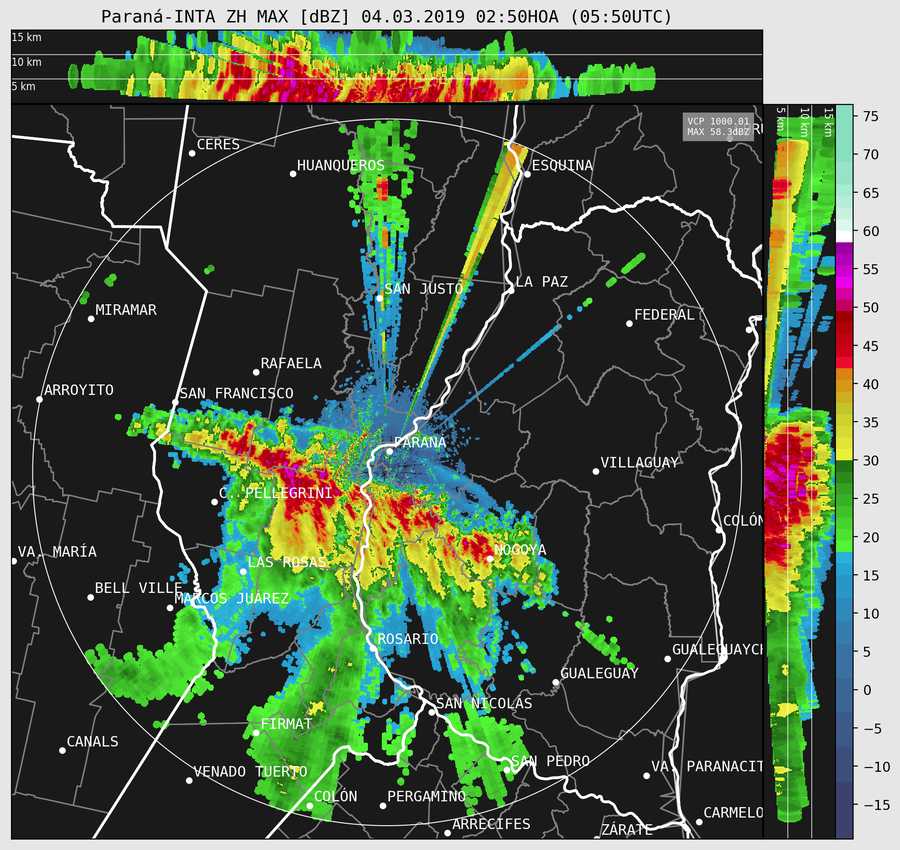 Paraná-INTA ZH MAX [dBZ] 04.03.2019 02:50HOA (05:50UTC)
15 km
10 km
5 km
VCP 1000.01
MAX 58.3dBZ
5 km
10 km
15 km
CERES
HUANQUEROS
ESQUINA
SAN JUSTO
LA PAZ
MIRAMAR
FEDERAL
RAFAELA
ARROYITO
SAN FRANCISCO
PARANA
VILLAGUAY
C. PELLEGRINI
COLÓN
VA. MARÍA
NOGOYA
LAS ROSAS
BELL VILLE
MARCOS JUÁREZ
ROSARIO
GUALEGUAYCH
GUALEGUAY
SAN NICOLAS
FIRMAT
CANALS
VENADO TUERTO
SAN PEDRO
VA. PARANACIT
COLÓN
PERGAMINO
CARMELO
ARRECIFES
ZÁRATE
75
70
65
60
55
50
45
40
35
30
25
20
15
10
5
0
−5
−10
−15